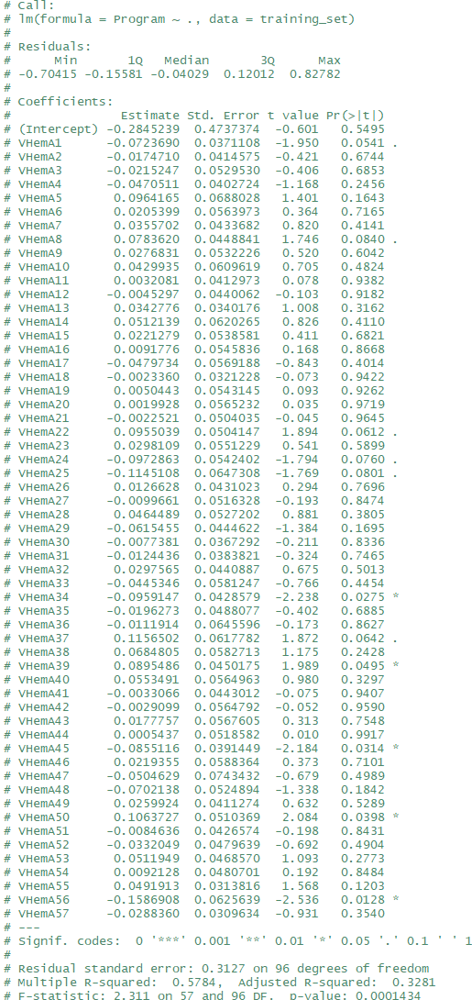 # Call:
# lm(formula = Program ~ ., data = training_set)
#
# Residuals:
#      Min       1Q   Median       3Q      Max
# -0.70415 -0.15581 -0.04029  0.12012  0.82782
#
# Coefficients:
#               Estimate Std. Error t value Pr(>|t|)
# (Intercept) -0.2845239  0.4737374  -0.601   0.5495
# VHemA1      -0.0723690  0.0371108  -1.950   0.0541 .
# VHemA2      -0.0174710  0.0414575  -0.421   0.6744
# VHemA3      -0.0215247  0.0529530  -0.406   0.6853
# VHemA4      -0.0470511  0.0402724  -1.168   0.2456
# VHemA5       0.0964165  0.0688028   1.401   0.1643
# VHemA6       0.0205399  0.0563973   0.364   0.7165
# VHemA7       0.0355702  0.0433682   0.820   0.4141
# VHemA8       0.0783620  0.0448841   1.746   0.0840 .
# VHemA9       0.0276831  0.0532226   0.520   0.6042
# VHemA10      0.0429935  0.0609619   0.705   0.4824
# VHemA11      0.0032081  0.0412973   0.078   0.9382
# VHemA12     -0.0045297  0.0440062  -0.103   0.9182
# VHemA13      0.0342776  0.0340176   1.008   0.3162
# VHemA14      0.0512139  0.0620265   0.826   0.4110
# VHemA15      0.0221279  0.0538581   0.411   0.6821
# VHemA16      0.0091776  0.0545836   0.168   0.8668
# VHemA17     -0.0479734  0.0569188  -0.843   0.4014
# VHemA18     -0.0023360  0.0321228  -0.073   0.9422
# VHemA19      0.0050443  0.0543145   0.093   0.9262
# VHemA20      0.0019928  0.0565232   0.035   0.9719
# VHemA21     -0.0022521  0.0504035  -0.045   0.9645
# VHemA22      0.0955039  0.0504147   1.894   0.0612 .
# VHemA23      0.0298109  0.0551229   0.541   0.5899
# VHemA24     -0.0972863  0.0542402  -1.794   0.0760 .
# VHemA25     -0.1145108  0.0647308  -1.769   0.0801 .
# VHemA26      0.0126628  0.0431023   0.294   0.7696
# VHemA27     -0.0099661  0.0516328  -0.193   0.8474
# VHemA28      0.0464489  0.0527202   0.881   0.3805
# VHemA29     -0.0615455  0.0444622  -1.384   0.1695
# VHemA30     -0.0077381  0.0367292  -0.211   0.8336
# VHemA31     -0.0124436  0.0383821  -0.324   0.7465
# VHemA32      0.0297565  0.0440887   0.675   0.5013
# VHemA33     -0.0445346  0.0581247  -0.766   0.4454
# VHemA34     -0.0959147  0.0428579  -2.238   0.0275 *
# VHemA35     -0.0196273  0.0488077  -0.402   0.6885
# VHemA36     -0.0111914  0.0645596  -0.173   0.8627
# VHemA37      0.1156502  0.0617782   1.872   0.0642 .
# VHemA38      0.0684805  0.0582713   1.175   0.2428
# VHemA39      0.0895486  0.0450175   1.989   0.0495 *
# VHemA40      0.0553491  0.0564963   0.980   0.3297
# VHemA41     -0.0033066  0.0443012  -0.075   0.9407
# VHemA42     -0.0029099  0.0564792  -0.052   0.9590
# VHemA43      0.0177757  0.0567605   0.313   0.7548
# VHemA44      0.0005437  0.0518582   0.010   0.9917
# VHemA45     -0.0855116  0.0391449  -2.184   0.0314 *
# VHemA46      0.0219355  0.0588364   0.373   0.7101
# VHemA47     -0.0504629  0.0743432  -0.679   0.4989
# VHemA48     -0.0702138  0.0524894  -1.338   0.1842
# VHemA49      0.0259924  0.0411274   0.632   0.5289
# VHemA50      0.1063727  0.0510369   2.084   0.0398 *
# VHemA51     -0.0084636  0.0426574  -0.198   0.8431
# VHemA52     -0.0332049  0.0479639  -0.692   0.4904
# VHemA53      0.0511949  0.0468570   1.093   0.2773
# VHemA54      0.0092128  0.0480701   0.192   0.8484
# VHemA55      0.0491913  0.0313816   1.568   0.1203
# VHemA56     -0.1586908  0.0625639  -2.536   0.0128 *
# VHemA57     -0.0288360  0.0309634  -0.931   0.3540
# ---
# Signif. codes:  0 '***' 0.001 '**' 0.01 '*' 0.05 '.' 0.1 ' ' 1
#
# Residual standard error: 0.3127 on 96 degrees of freedom
# Multiple R-squared:  0.5784,  Adjusted R-squared:  0.3281
# F-statistic: 2.311 on 57 and 96 DF,  p-value: 0.0001434